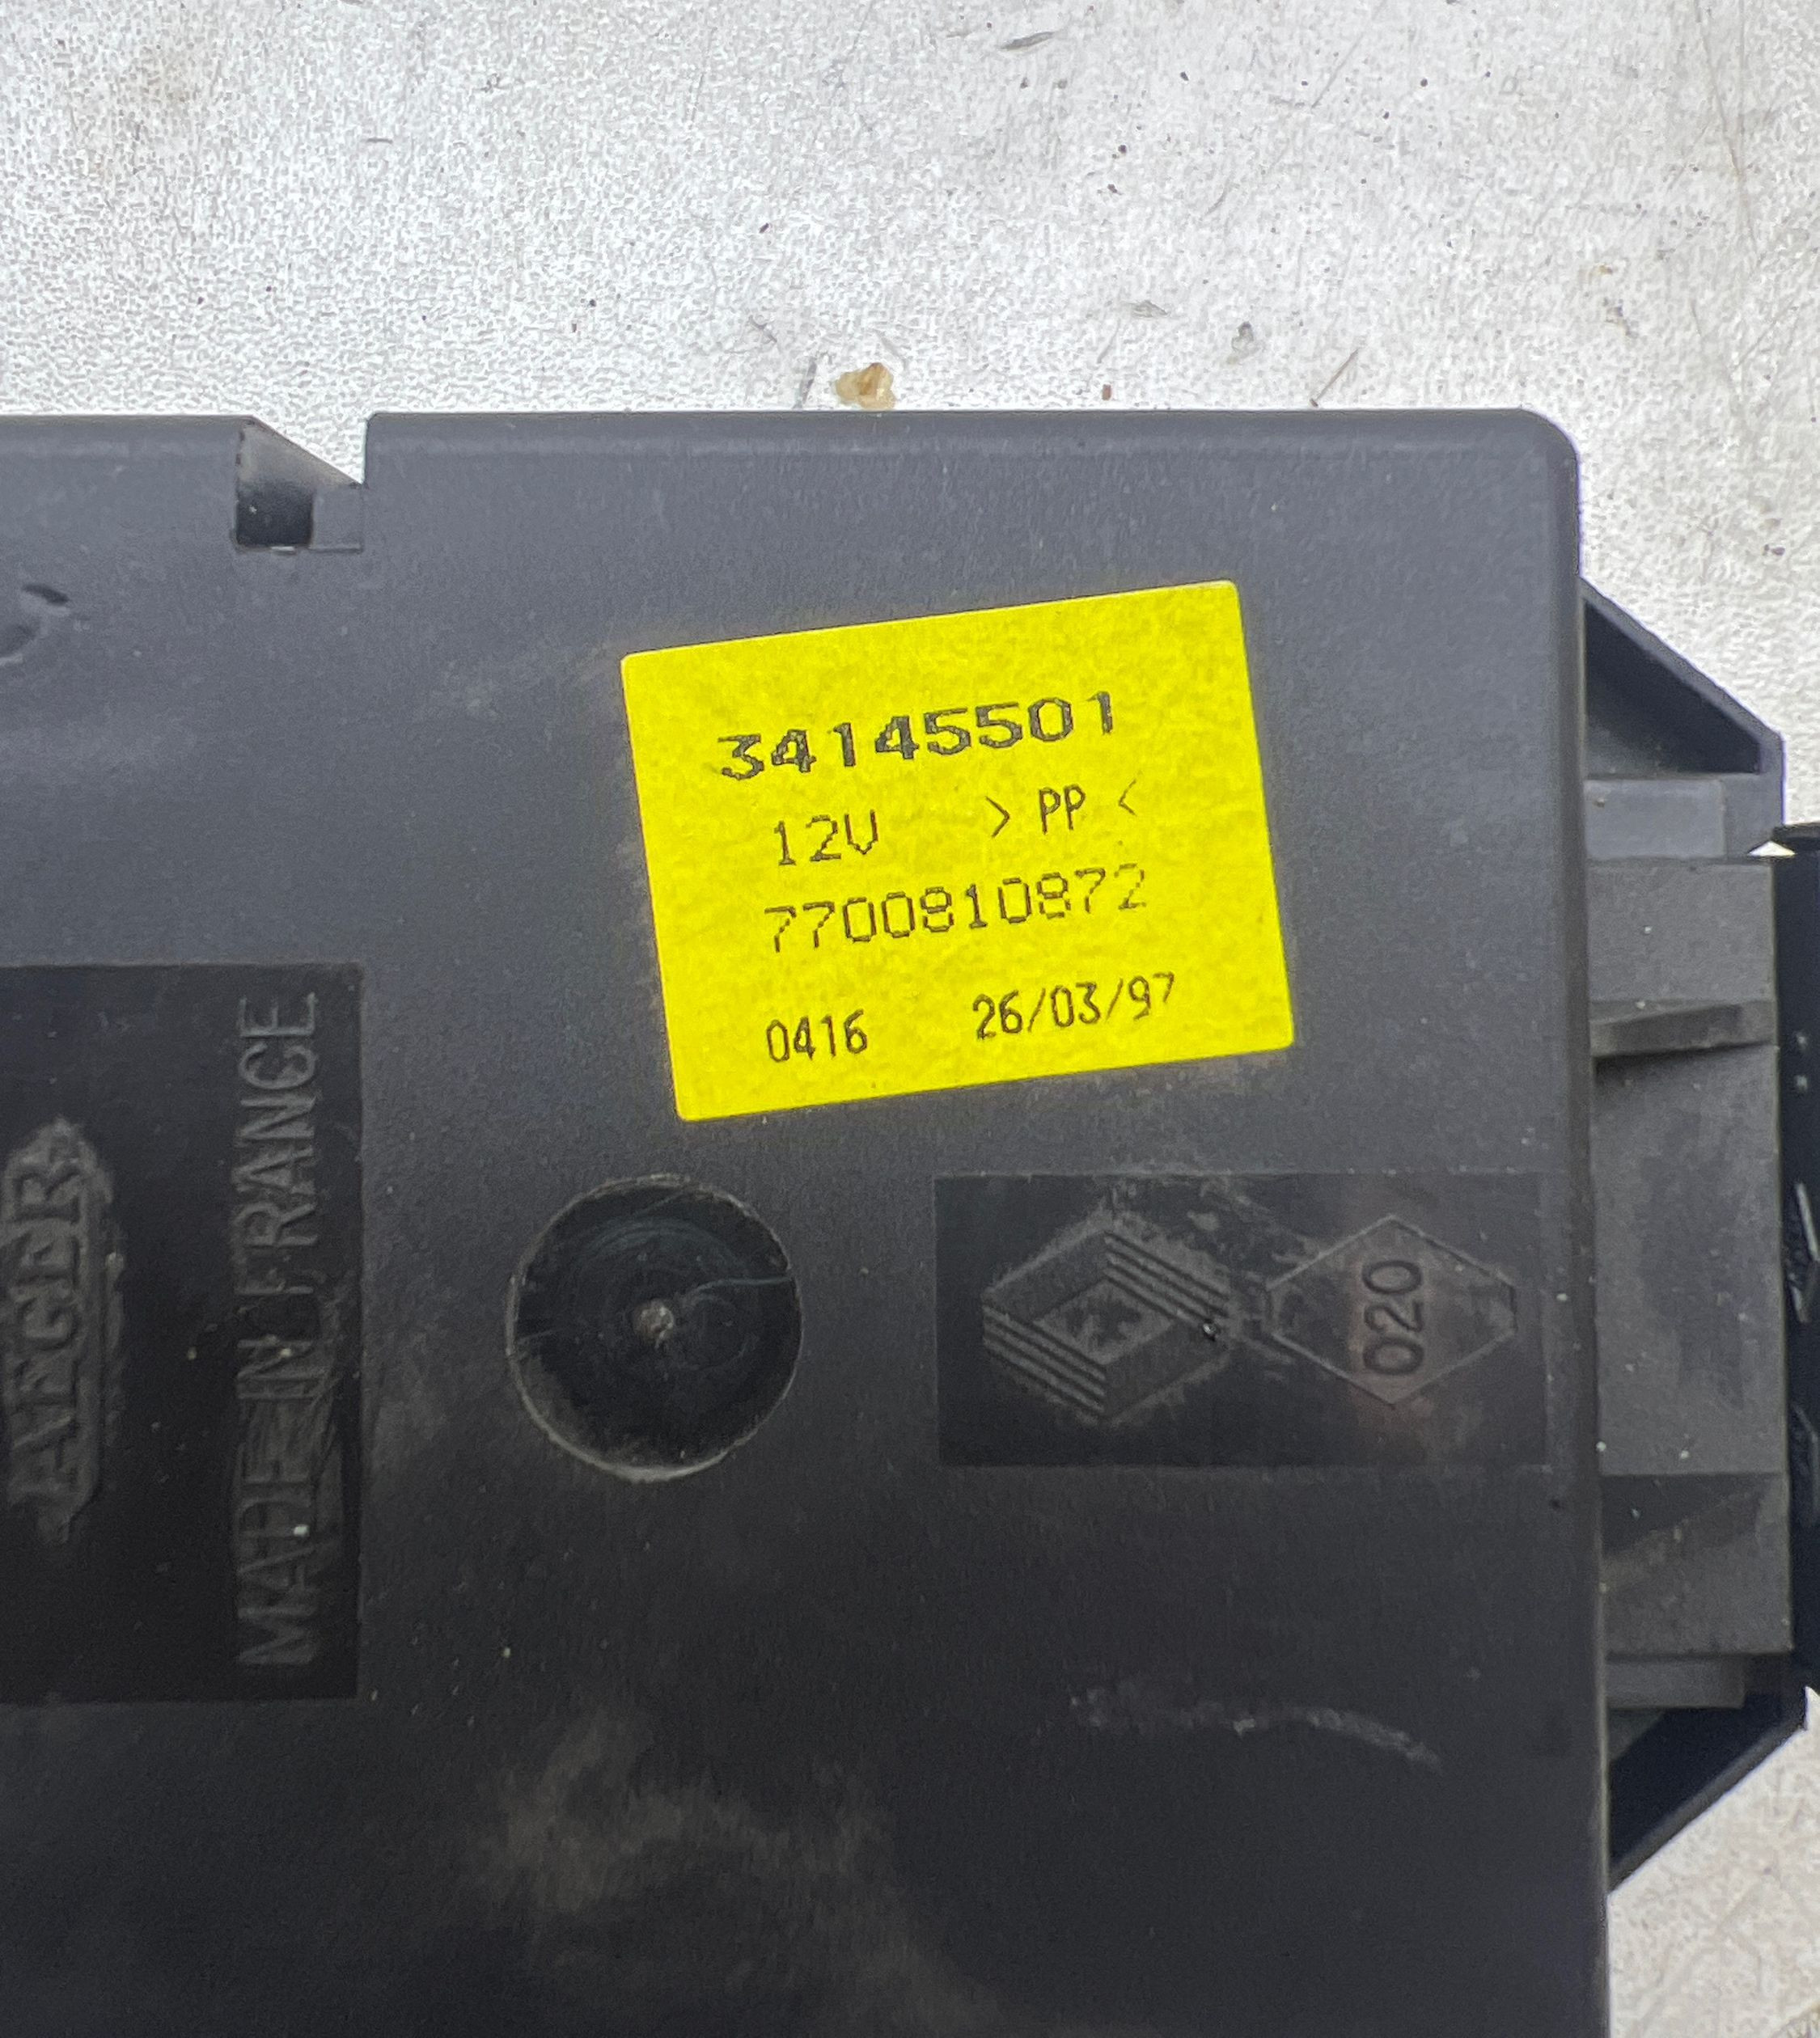 34145501
12V > PP <
7700810872
0416 26/03/97
JAEGER
MADE IN FRANCE
020